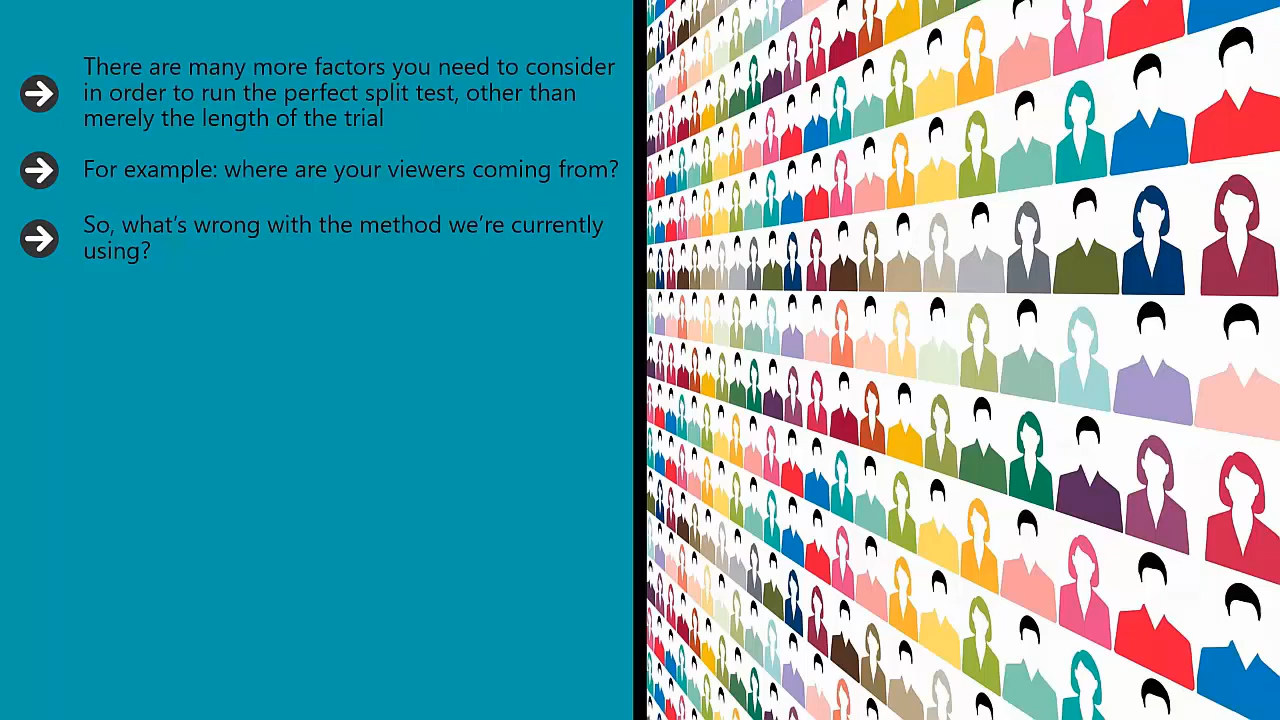 There are many more factors you need to consider
in order to run the perfect split test, other than
merely the length of the trial
For example: where are your viewers coming from?
So, what’s wrong with the method we’re currently
using?